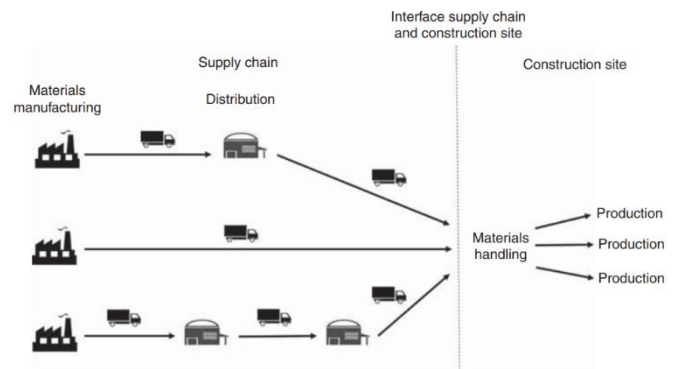 Interface supply chain
and construction site
Supply chain
Construction site
Materials
manufacturing
Distribution
Production
Materials
handling
Production
Production